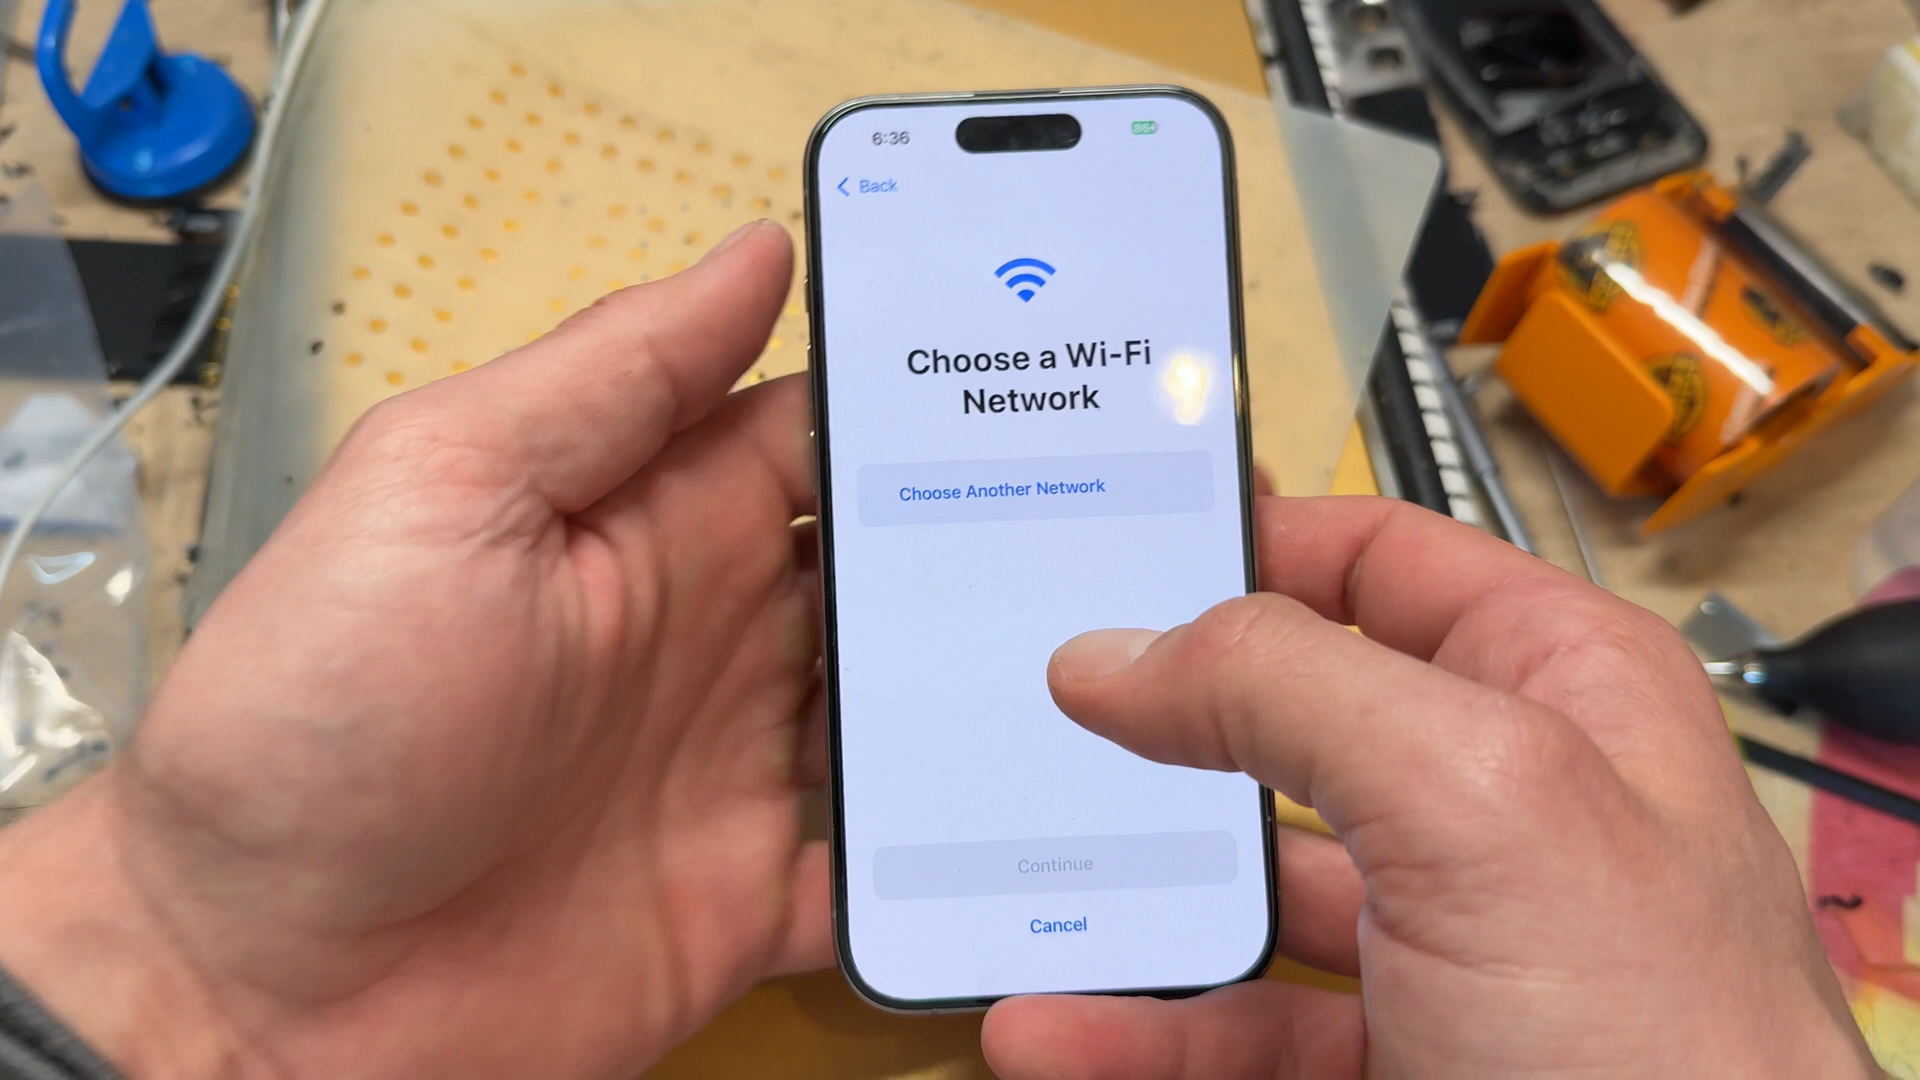 6:36
Back
Choose a Wi-Fi
Network
Choose Another Network
Continue
Cancel